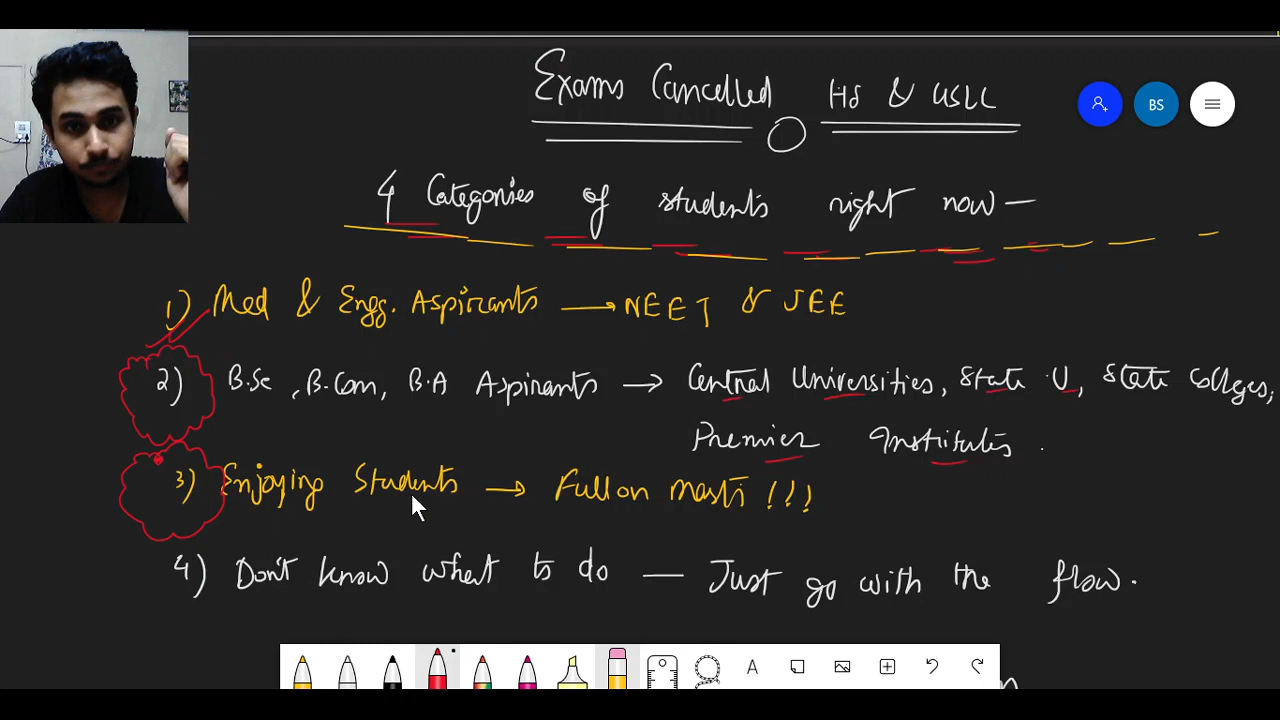 Exams Cancelled HS & HSLC
BS
4 Categories of students right now —
1) Med & Engg. Aspirants → NEET & JEE
2) B.Sc, B.Com, B.A Aspirants → Central Universities, State U, State Colleges,
Premier Institutes.
3) Enjoying Students → Full on Masti !!!
4) Don't know what to do — Just go with the flow.
A